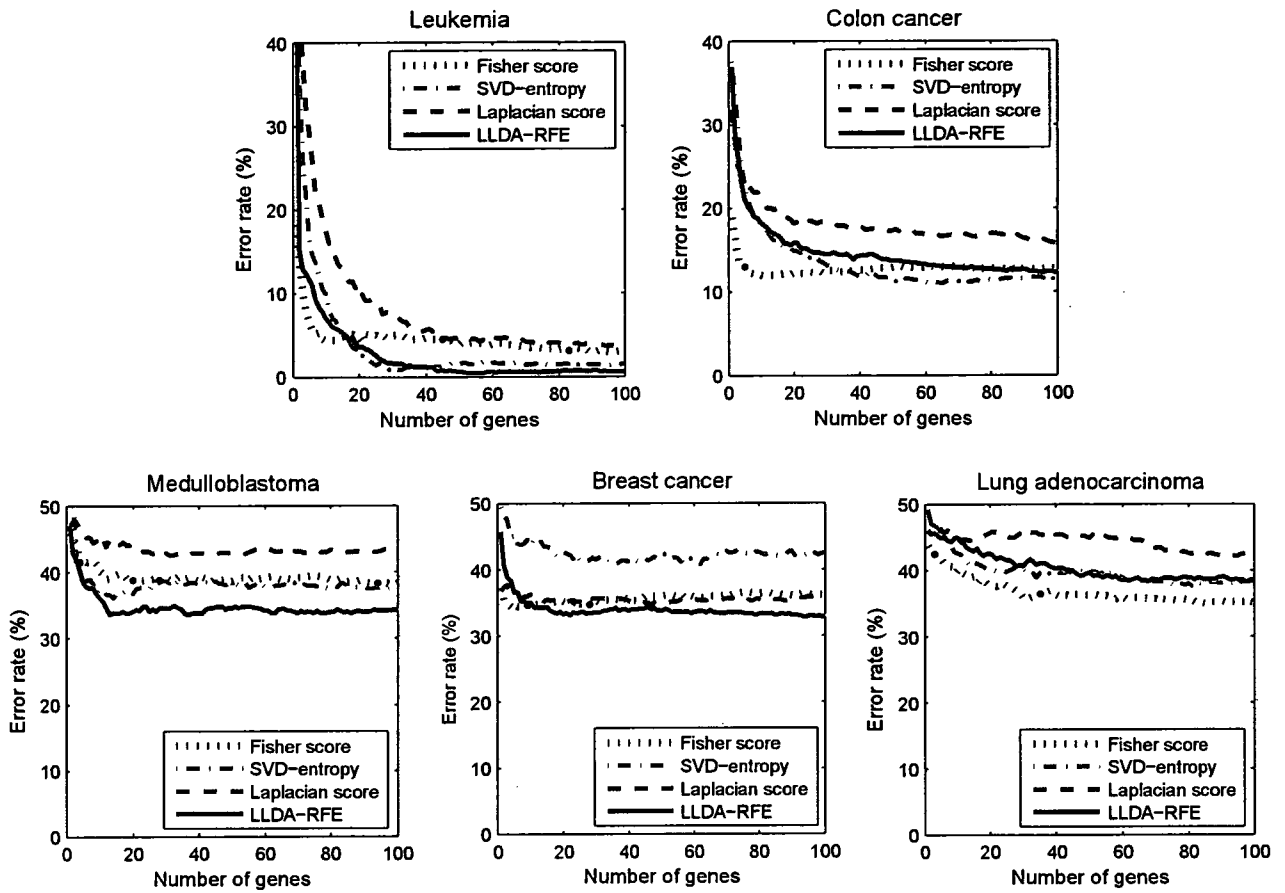 Leukemia
40
30
20
10
0
Error rate (%)
Fisher score
SVD-entropy
Laplacian score
LLDA-RFE
0 20 40 60 80 100
Number of genes
Colon cancer
40
30
20
10
0
Error rate (%)
Fisher score
SVD-entropy
Laplacian score
LLDA-RFE
0 20 40 60 80 100
Number of genes
Medulloblastoma
50
40
30
20
10
0
Error rate (%)
Fisher score
SVD-entropy
Laplacian score
LLDA-RFE
0 20 40 60 80 100
Number of genes
Breast cancer
50
40
30
20
10
0
Error rate (%)
Fisher score
SVD-entropy
Laplacian score
LLDA-RFE
0 20 40 60 80 100
Number of genes
Lung adenocarcinoma
50
40
30
20
10
0
Error rate (%)
Fisher score
SVD-entropy
Laplacian score
LLDA-RFE
0 20 40 60 80 100
Number of genes